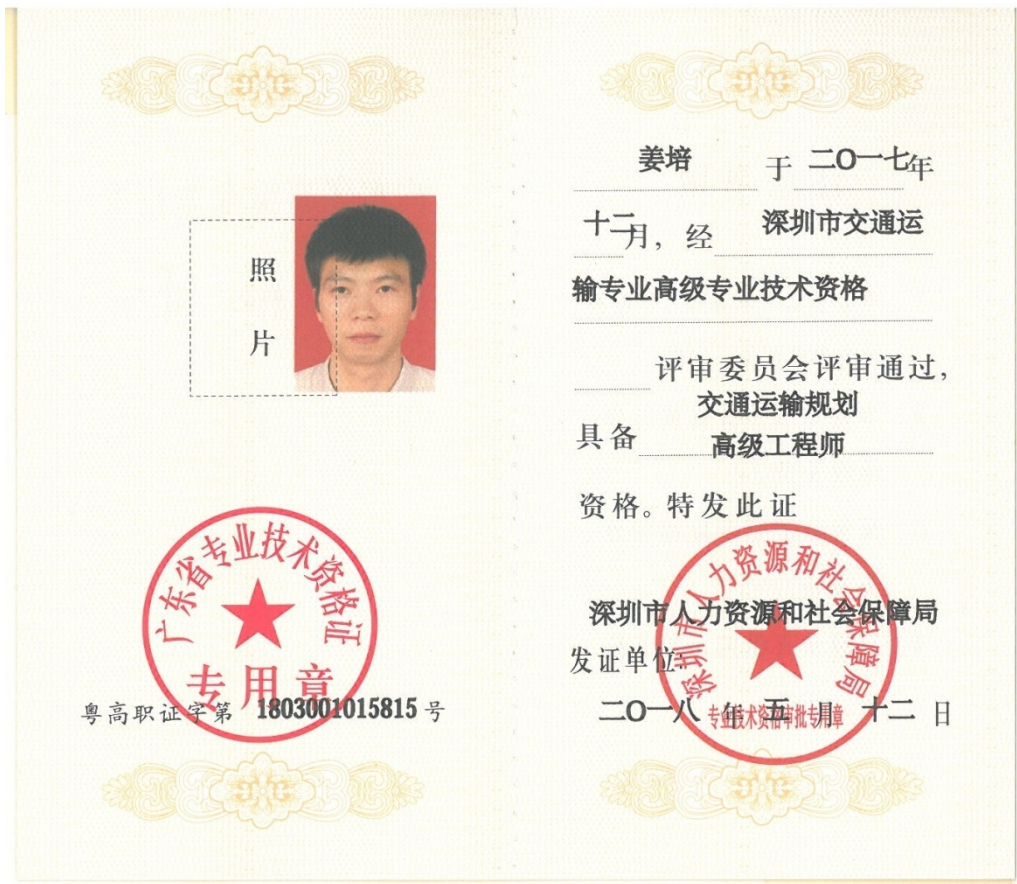 照
片
广东省专业技术资格证
专用章
粤高职证字第 1803001015815 号
姜培 于 二〇一七年
十二月，经 深圳市交通运
输专业高级专业技术资格
评审委员会评审通过，
交通运输规划
具备 高级工程师
资格。特发此证
深圳市人力资源和社会保障局
深圳市人力资源和社会保障局
发证单位：
二〇一八 年 五 月 十二 日
专业技术资格审批专用章